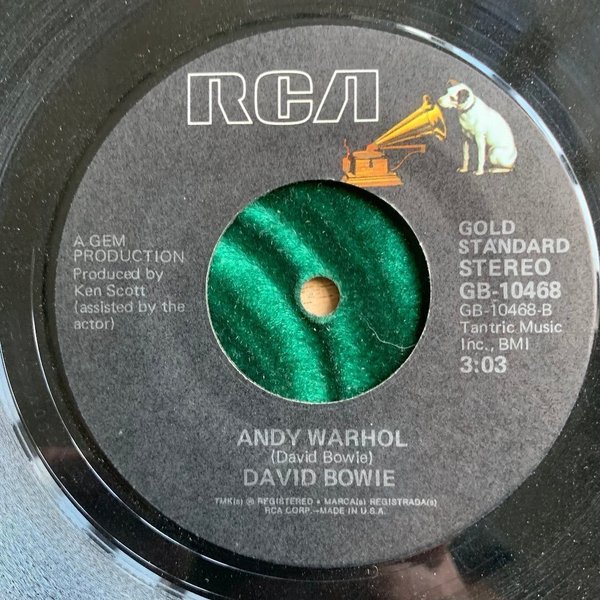 RCA
A GEM
PRODUCTION
Produced by
Ken Scott
(assisted by the
actor)
GOLD
STANDARD
STEREO
GB-10468
GB-10468-B
Tantric Music
Inc., BMI
3:03
ANDY WARHOL
(David Bowie)
DAVID BOWIE
TMK(s) ® REGISTERED • MARCA(s) REGISTRADA(s)
RCA CORP.—MADE IN U.S.A.